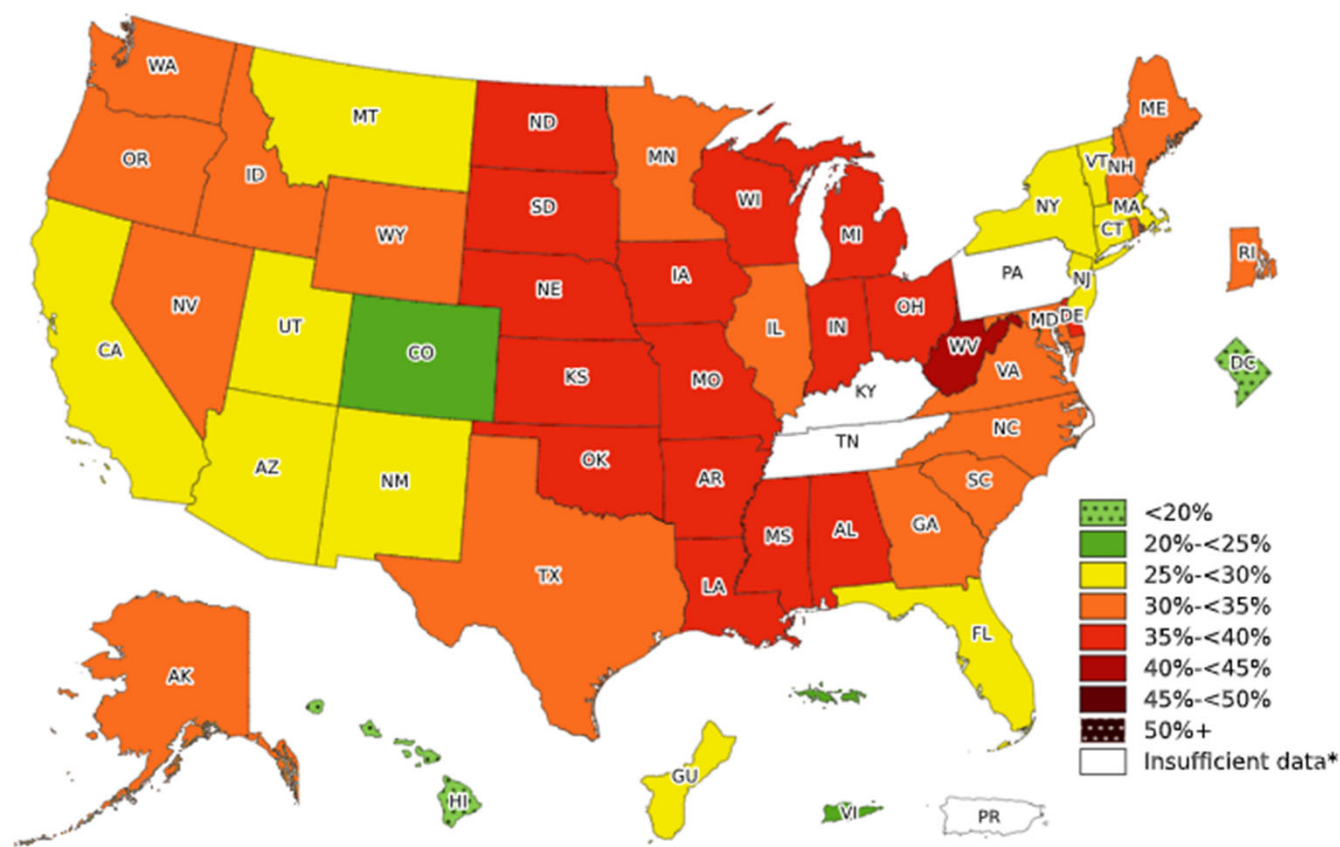 WA
MT
ND
MN
ME
OR
ID
SD
WI
VT
NH
WY
MI
NY
MA
CT
NE
IA
PA
NJ
RI
NV
UT
CO
IL
IN
OH
MD
DE
CA
KS
MO
WV
VA
DC
KY
TN
NC
AZ
NM
OK
AR
SC
MS
AL
GA
TX
LA
FL
AK
HI
GU
VI
PR
<20%
20%-<25%
25%-<30%
30%-<35%
35%-<40%
40%-<45%
45%-<50%
50%+
Insufficient data*